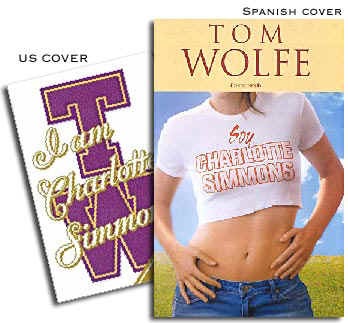 SPANISH COVER
US COVER
TOM
WOLFE
T
W
I am
Charlotte
Simmons
Soy
CHARLOTTE
SIMMONS